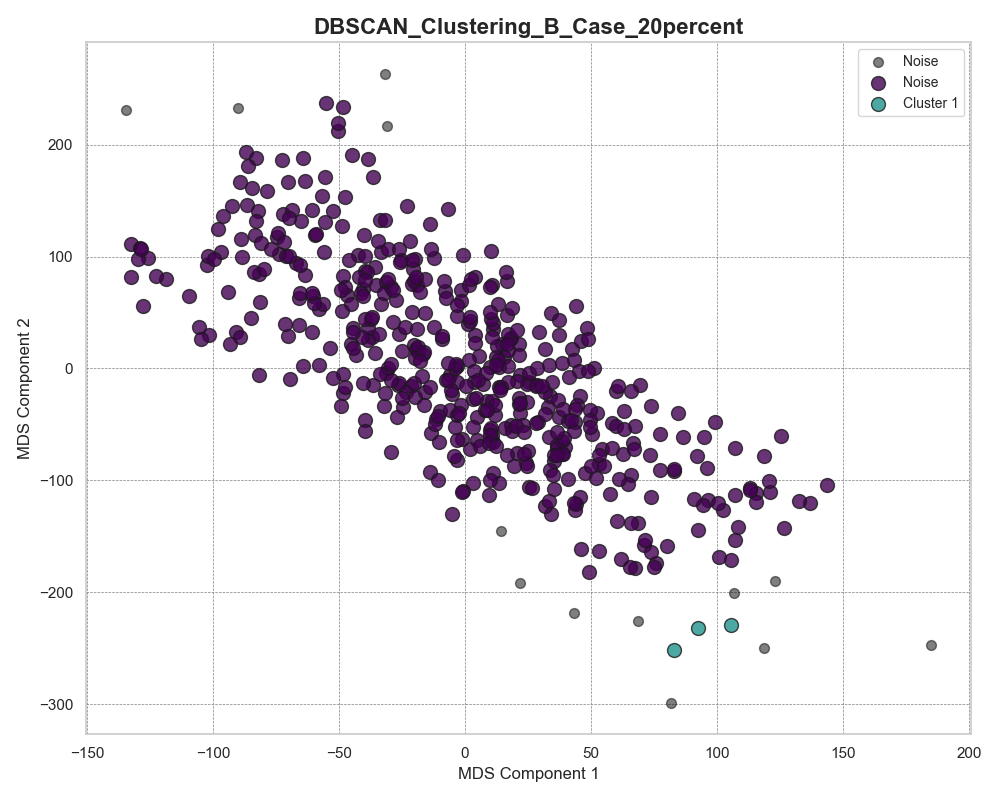 DBSCAN_Clustering_B_Case_20percent
Noise
Noise
Cluster 1
200
100
0
−100
−200
−300
MDS Component 2
−150 −100 −50 0 50 100 150 200
MDS Component 1